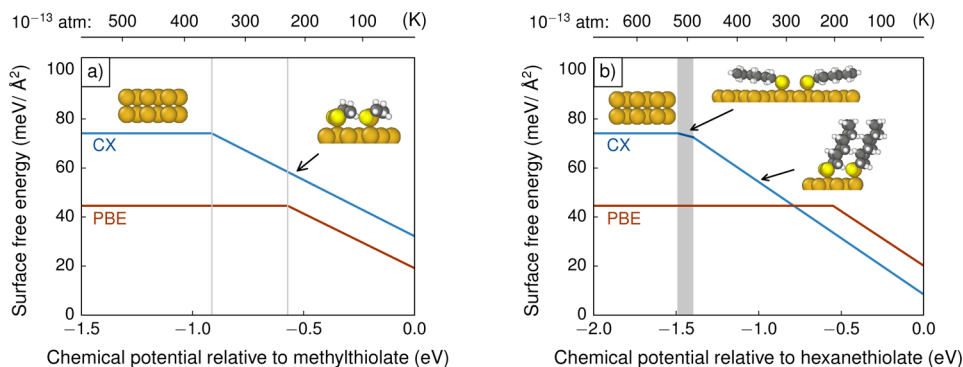 10⁻¹³ atm: 500 400 300 200 100 (K)
a)
Surface free energy (meV/ Å²)
100
80
60
40
20
0
CX
PBE
−1.5 −1.0 −0.5 0.0
Chemical potential relative to methylthiolate (eV)
10⁻¹³ atm: 600 500 400 300 200 100 (K)
b)
Surface free energy (meV/ Å²)
100
80
60
40
20
0
CX
PBE
−2.0 −1.5 −1.0 −0.5 0.0
Chemical potential relative to hexanethiolate (eV)